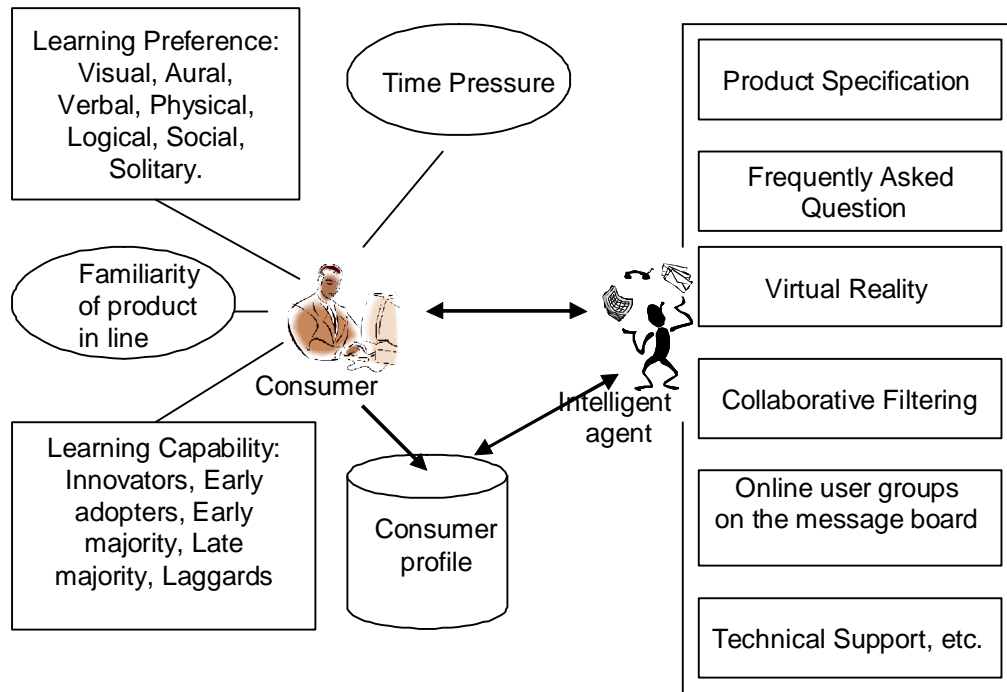 Learning Preference:
Visual, Aural,
Verbal, Physical,
Logical, Social,
Solitary.
Time Pressure
Familiarity
of product
in line
Consumer
Learning Capability:
Innovators, Early
adopters, Early
majority, Late
majority, Laggards
Consumer
profile
Intelligent
agent
Product Specification
Frequently Asked
Question
Virtual Reality
Collaborative Filtering
Online user groups
on the message board
Technical Support, etc.